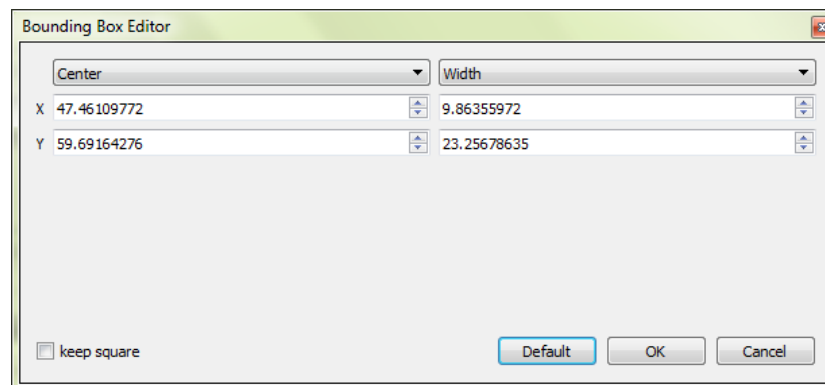 Bounding Box Editor
Center Width
X 47.46109772 9.86355972
Y 59.69164276 23.25678635
keep square Default OK Cancel